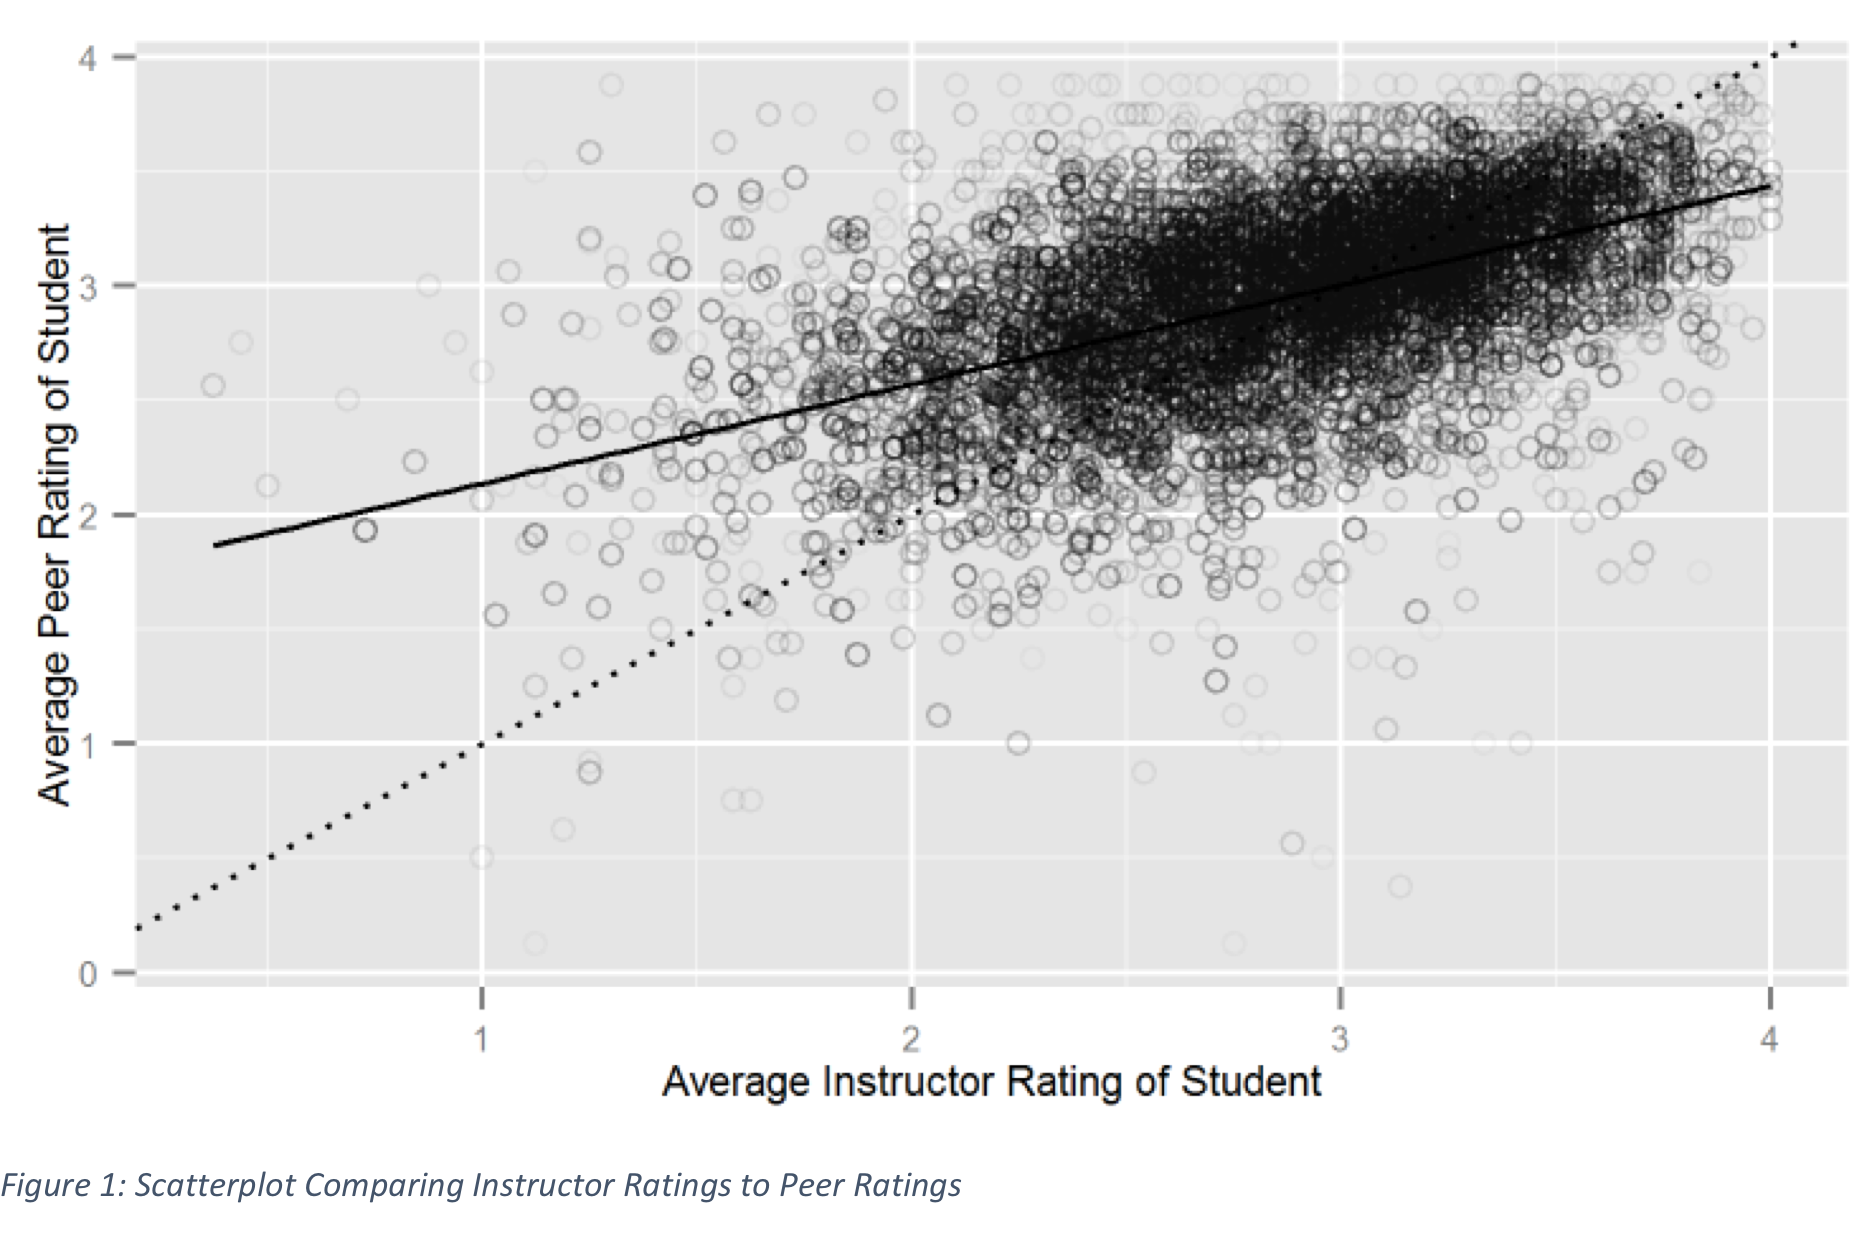 4
3
2
1
0
Average Peer Rating of Student
1 2 3 4
Average Instructor Rating of Student
Figure 1: Scatterplot Comparing Instructor Ratings to Peer Ratings